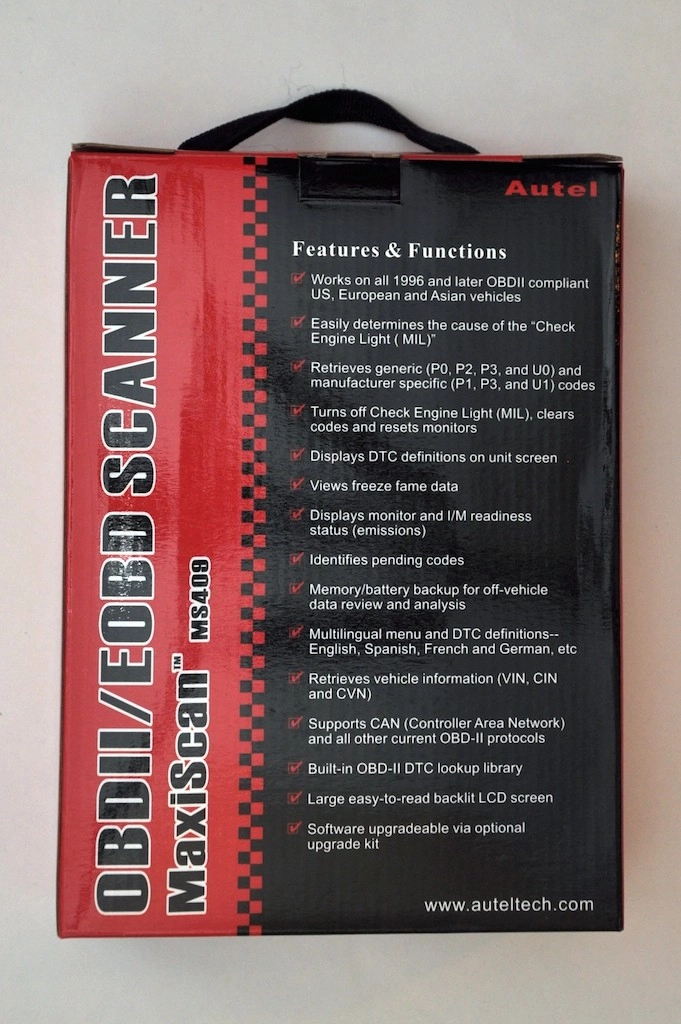 Autel
OBDII/EOBD SCANNER
MaxiScan™ MS409
Features & Functions
Works on all 1996 and later OBDII compliant
US, European and Asian vehicles
Easily determines the cause of the “Check
Engine Light ( MIL)”
Retrieves generic (P0, P2, P3, and U0) and
manufacturer specific (P1, P3, and U1) codes
Turns off Check Engine Light (MIL), clears
codes and resets monitors
Displays DTC definitions on unit screen
Views freeze fame data
Displays monitor and I/M readiness
status (emissions)
Identifies pending codes
Memory/battery backup for off-vehicle
data review and analysis
Multilingual menu and DTC definitions--
English, Spanish, French and German, etc
Retrieves vehicle information (VIN, CIN
and CVN)
Supports CAN (Controller Area Network)
and all other current OBD-II protocols
Built-in OBD-II DTC lookup library
Large easy-to-read backlit LCD screen
Software upgradeable via optional
upgrade kit
www.auteltech.com